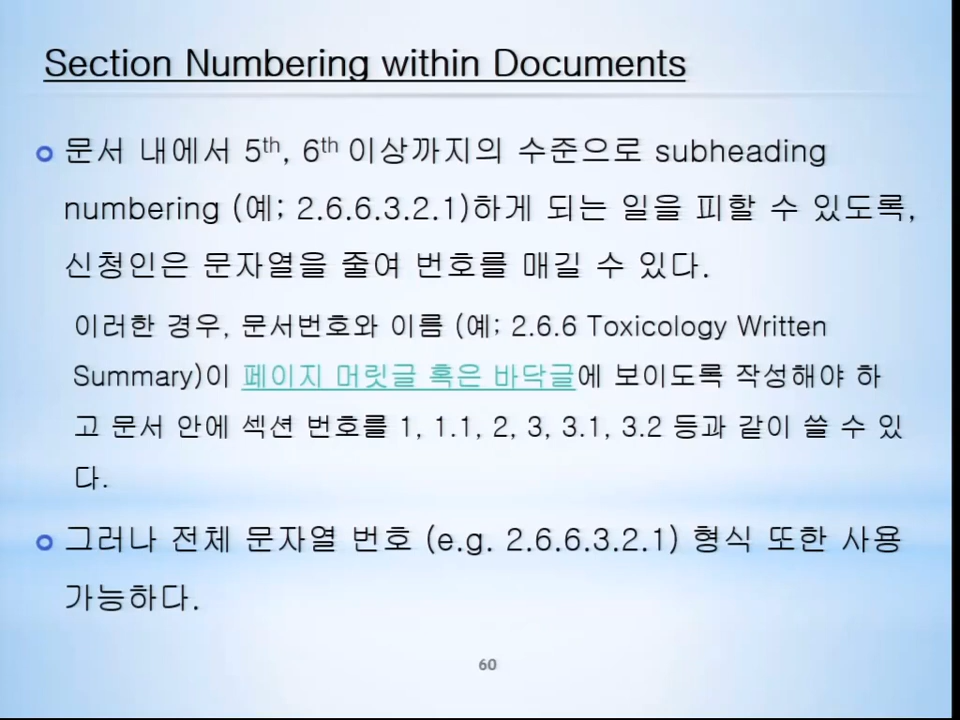 Section Numbering within Documents
문서 내에서 5th, 6th 이상까지의 수준으로 subheading
numbering (예; 2.6.6.3.2.1)하게 되는 일을 피할 수 있도록,
신청인은 문자열을 줄여 번호를 매길 수 있다.
이러한 경우, 문서번호와 이름 (예; 2.6.6 Toxicology Written
Summary)이 페이지 머릿글 혹은 바닥글에 보이도록 작성해야 하
고 문서 안에 섹션 번호를 1, 1.1, 2, 3, 3.1, 3.2 등과 같이 쓸 수 있
다.
그러나 전체 문자열 번호 (e.g. 2.6.6.3.2.1) 형식 또한 사용
가능하다.
60